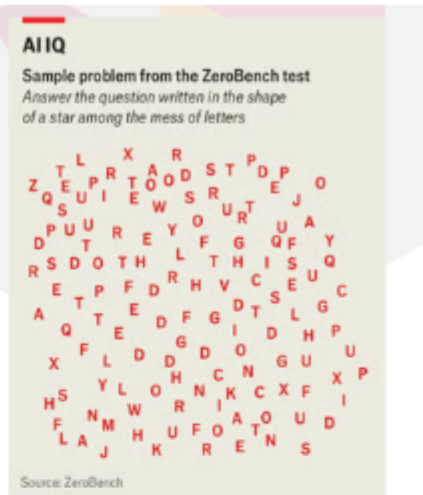 AI IQ
Sample problem from the ZeroBench test
Answer the question written in the shape
of a star among the mess of letters
L X R P
T R A S T D P
Z E P T O O D E O
Q U I E S R J
S W U R T A
P U U R Y O U
D T E F G Q F Y
R S D O T H L T H I S Q
E P F D R H V C E U C
T E D S G
A T D F G T L
Q E I D H P
F G O U
L D D D G U
X H C N X P
Y L O N K C X F
H S W R I I
N A O U D
F M H U F O T
L A J K R E N S
Source: ZeroBench